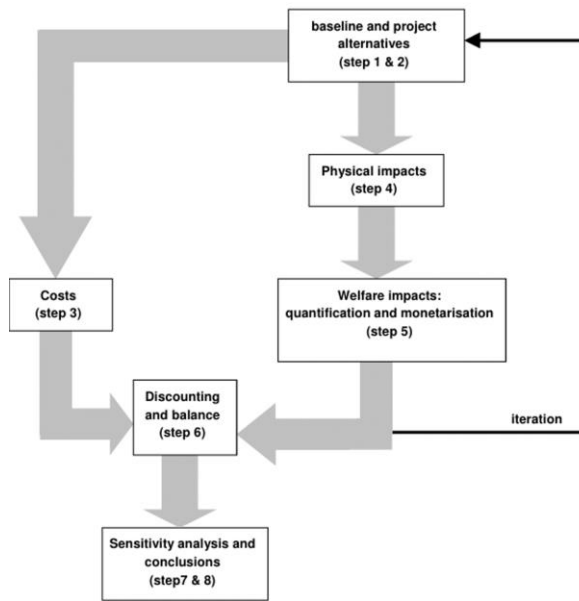 baseline and project
alternatives
(step 1 & 2)
Physical impacts
(step 4)
Costs
(step 3)
Welfare impacts:
quantification and monetarisation
(step 5)
Discounting
and balance
(step 6)
iteration
Sensitivity analysis and
conclusions
(step7 & 8)